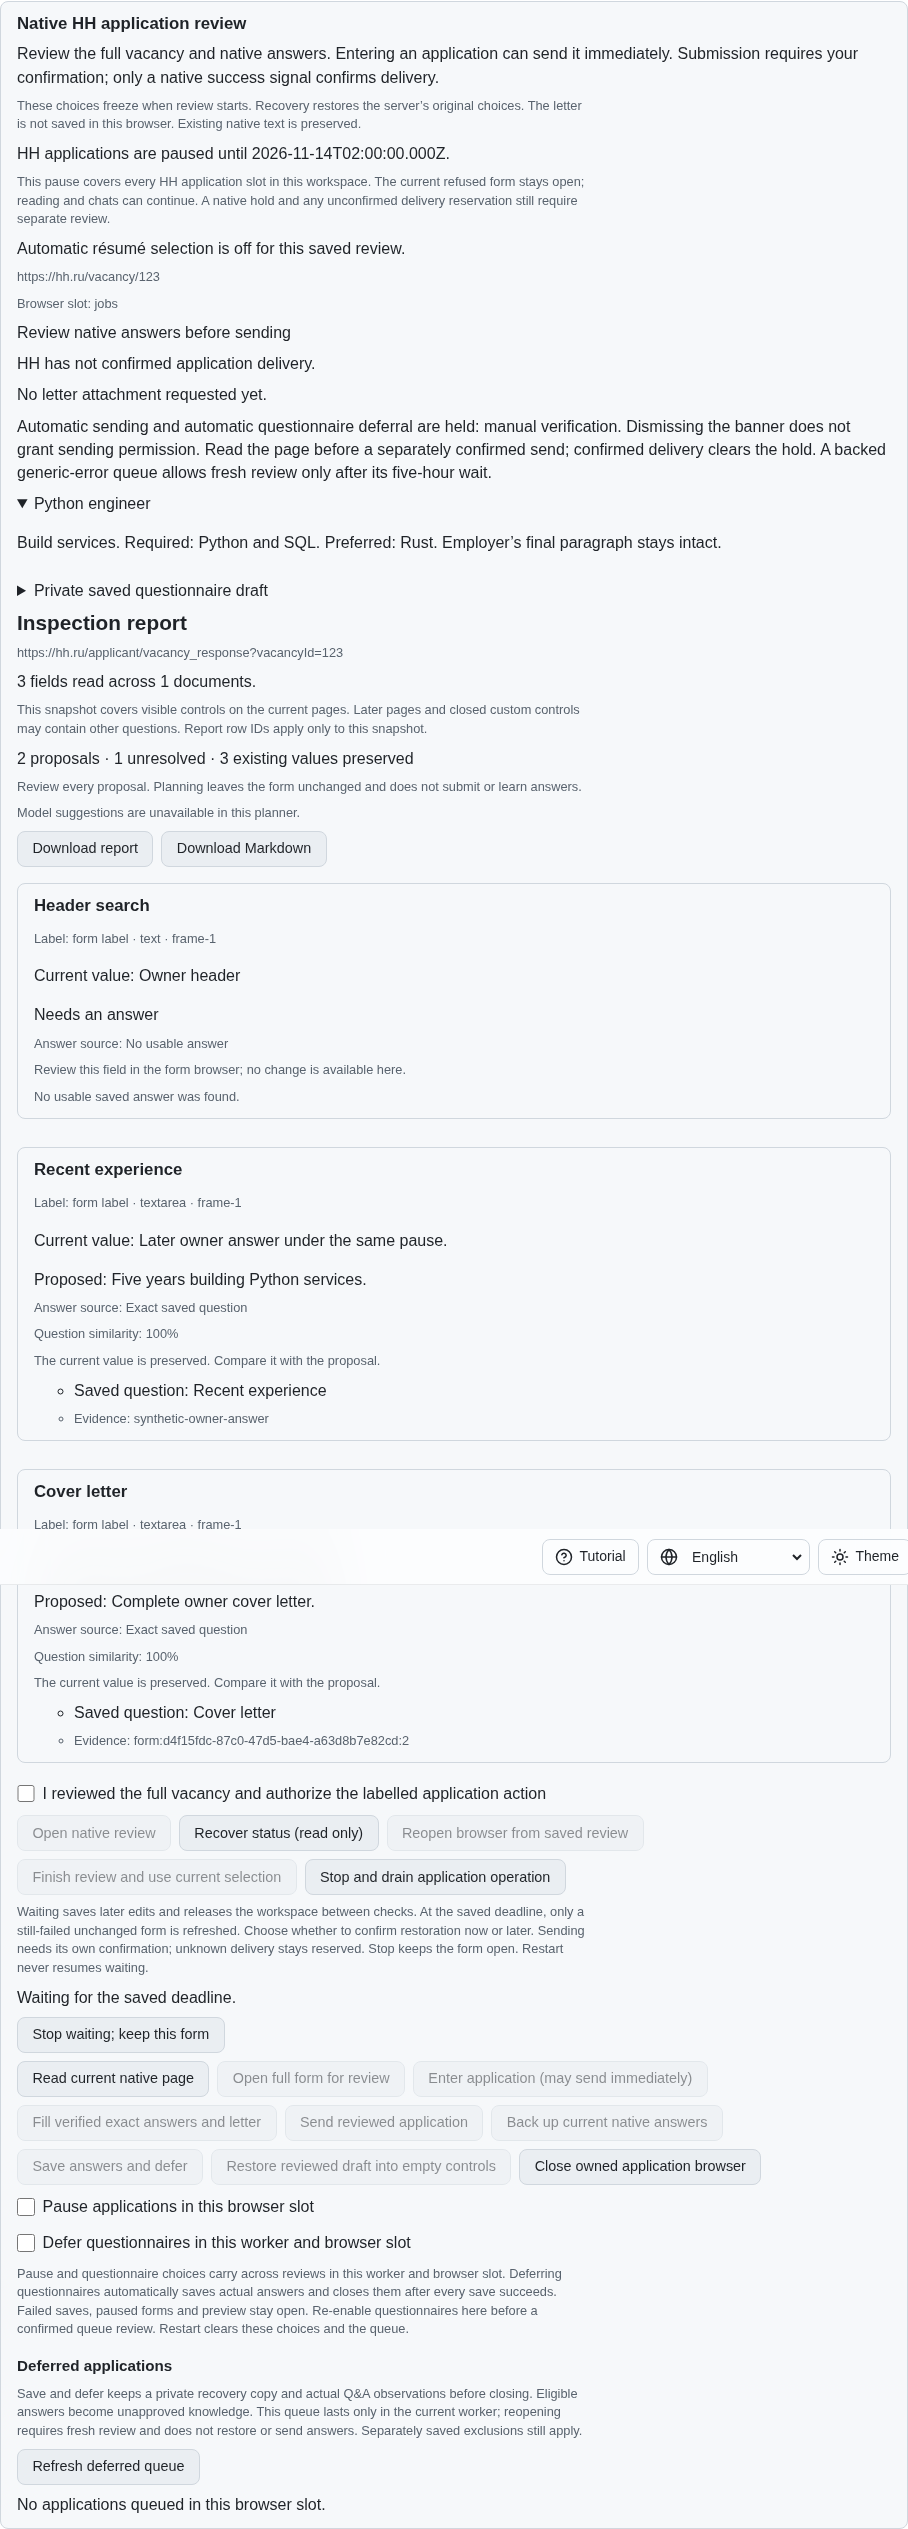 Native HH application review
Review the full vacancy and native answers. Entering an application can send it immediately. Submission requires your
confirmation; only a native success signal confirms delivery.
These choices freeze when review starts. Recovery restores the server’s original choices. The letter
is not saved in this browser. Existing native text is preserved.
HH applications are paused until 2026-11-14T02:00:00.000Z.
This pause covers every HH application slot in this workspace. The current refused form stays open;
reading and chats can continue. A native hold and any unconfirmed delivery reservation still require
separate review.
Automatic résumé selection is off for this saved review.
https://hh.ru/vacancy/123
Browser slot: jobs
Review native answers before sending
HH has not confirmed application delivery.
No letter attachment requested yet.
Automatic sending and automatic questionnaire deferral are held: manual verification. Dismissing the banner does not
grant sending permission. Read the page before a separately confirmed send; confirmed delivery clears the hold. A backed
generic-error queue allows fresh review only after its five-hour wait.
▼ Python engineer
Build services. Required: Python and SQL. Preferred: Rust. Employer’s final paragraph stays intact.
▶ Private saved questionnaire draft
Inspection report
https://hh.ru/applicant/vacancy_response?vacancyId=123
3 fields read across 1 documents.
This snapshot covers visible controls on the current pages. Later pages and closed custom controls
may contain other questions. Report row IDs apply only to this snapshot.
2 proposals · 1 unresolved · 3 existing values preserved
Review every proposal. Planning leaves the form unchanged and does not submit or learn answers.
Model suggestions are unavailable in this planner.
Download report Download Markdown
Header search
Label: form label · text · frame-1
Current value: Owner header
Needs an answer
Answer source: No usable answer
Review this field in the form browser; no change is available here.
No usable saved answer was found.
Recent experience
Label: form label · textarea · frame-1
Current value: Later owner answer under the same pause.
Proposed: Five years building Python services.
Answer source: Exact saved question
Question similarity: 100%
The current value is preserved. Compare it with the proposal.
Saved question: Recent experience
Evidence: synthetic-owner-answer
Cover letter
Label: form label · textarea · frame-1
Tutorial English Theme
Proposed: Complete owner cover letter.
Answer source: Exact saved question
Question similarity: 100%
The current value is preserved. Compare it with the proposal.
Saved question: Cover letter
Evidence: form:d4f15fdc-87c0-47d5-bae4-a63d8b7e82cd:2
I reviewed the full vacancy and authorize the labelled application action
Open native review Recover status (read only) Reopen browser from saved review
Finish review and use current selection Stop and drain application operation
Waiting saves later edits and releases the workspace between checks. At the saved deadline, only a
still-failed unchanged form is refreshed. Choose whether to confirm restoration now or later. Sending
needs its own confirmation; unknown delivery stays reserved. Stop keeps the form open. Restart
never resumes waiting.
Waiting for the saved deadline.
Stop waiting; keep this form
Read current native page Open full form for review Enter application (may send immediately)
Fill verified exact answers and letter Send reviewed application Back up current native answers
Save answers and defer Restore reviewed draft into empty controls Close owned application browser
Pause applications in this browser slot
Defer questionnaires in this worker and browser slot
Pause and questionnaire choices carry across reviews in this worker and browser slot. Deferring
questionnaires automatically saves actual answers and closes them after every save succeeds.
Failed saves, paused forms and preview stay open. Re-enable questionnaires here before a
confirmed queue review. Restart clears these choices and the queue.
Deferred applications
Save and defer keeps a private recovery copy and actual Q&A observations before closing. Eligible
answers become unapproved knowledge. This queue lasts only in the current worker; reopening
requires fresh review and does not restore or send answers. Separately saved exclusions still apply.
Refresh deferred queue
No applications queued in this browser slot.